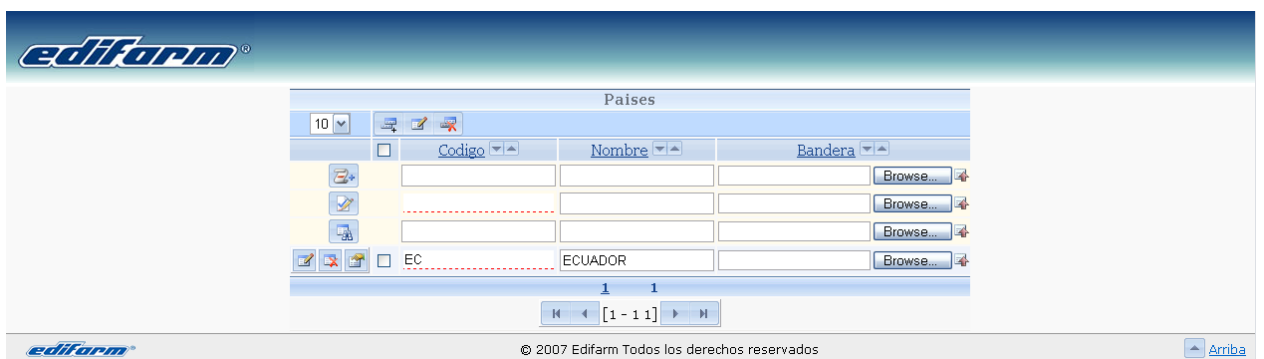 edifarm®
Paises
10
Codigo Nombre Bandera
Browse...
Browse...
Browse...
EC ECUADOR Browse...
1 1
[1 - 1 1]
edifarm © 2007 Edifarm Todos los derechos reservados Arriba